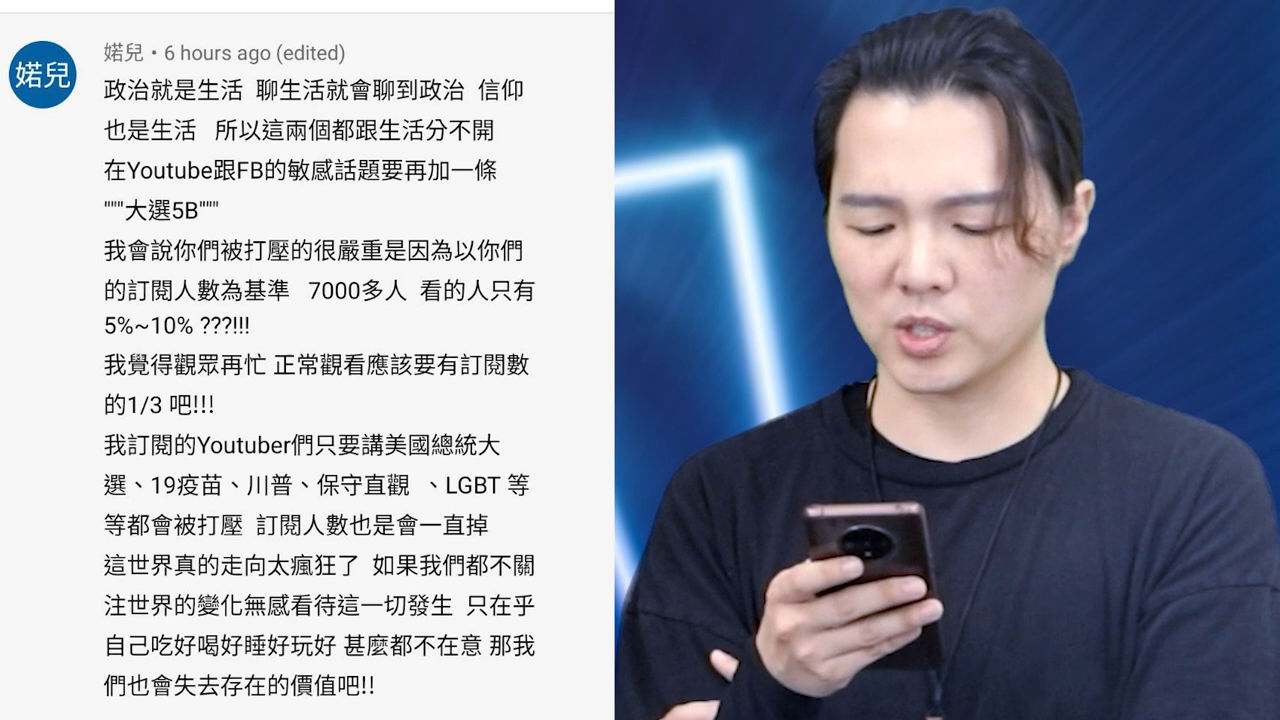 婼兒
婼兒 • 6 hours ago (edited)
政治就是生活 聊生活就會聊到政治 信仰
也是生活 所以這兩個都跟生活分不開
在Youtube跟FB的敏感話題要再加一條
"""大選5B"""
我會說你們被打壓的很嚴重是因為以你們
的訂閱人數為基準 7000多人 看的人只有
5%~10% ???!!!
我覺得觀眾再忙 正常觀看應該要有訂閱數
的1/3 吧!!!
我訂閱的Youtuber們只要講美國總統大
選、19疫苗、川普、保守直觀 、LGBT 等
等都會被打壓 訂閱人數也是會一直掉
這世界真的走向太瘋狂了 如果我們都不關
注世界的變化無感看待這一切發生 只在乎
自己吃好喝好睡好玩好 甚麼都不在意 那我
們也會失去存在的價值吧!!